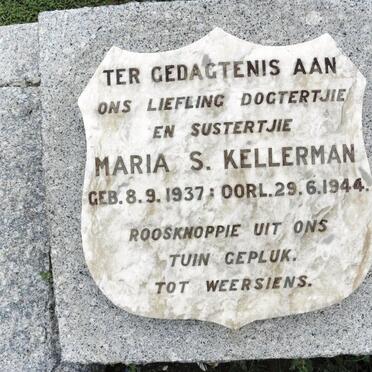 TER GEDAGTENIS AAN
ONS LIEFLING DOGTERTJIE
EN SUSTERTJIE
MARIA S. KELLERMAN
GEB. 8.9.1937: OORL. 29.6.1944.
ROOSKNOPPIE UIT ONS
TUIN GEPLUK.
TOT WEERSIENS.